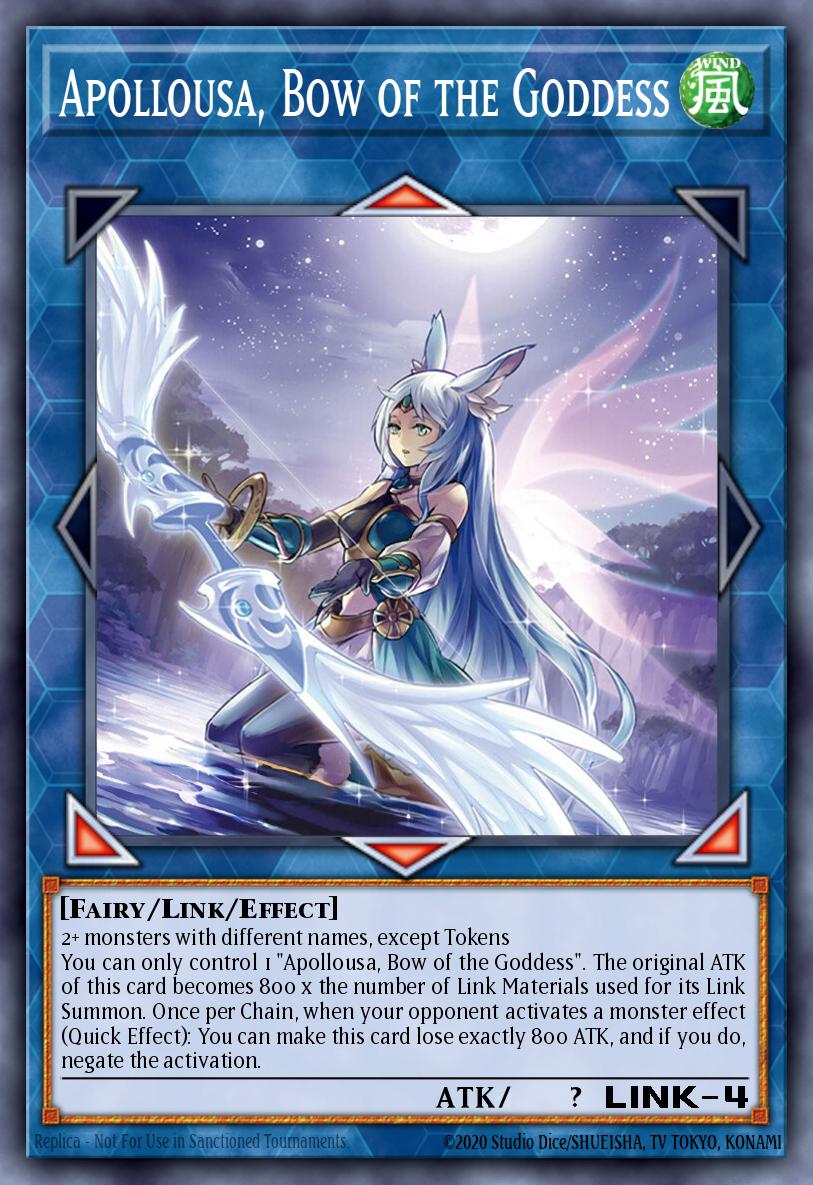 Apollousa, Bow of the Goddess
WIND
風
[Fairy/Link/Effect]
2+ monsters with different names, except Tokens
You can only control 1 "Apollousa, Bow of the Goddess". The original ATK
of this card becomes 800 x the number of Link Materials used for its Link
Summon. Once per Chain, when your opponent activates a monster effect
(Quick Effect): You can make this card lose exactly 800 ATK, and if you do,
negate the activation.
ATK/ ? LINK-4
Replica - Not For Use in Sanctioned Tournaments.
©2020 Studio Dice/SHUEISHA, TV TOKYO, KONAMI